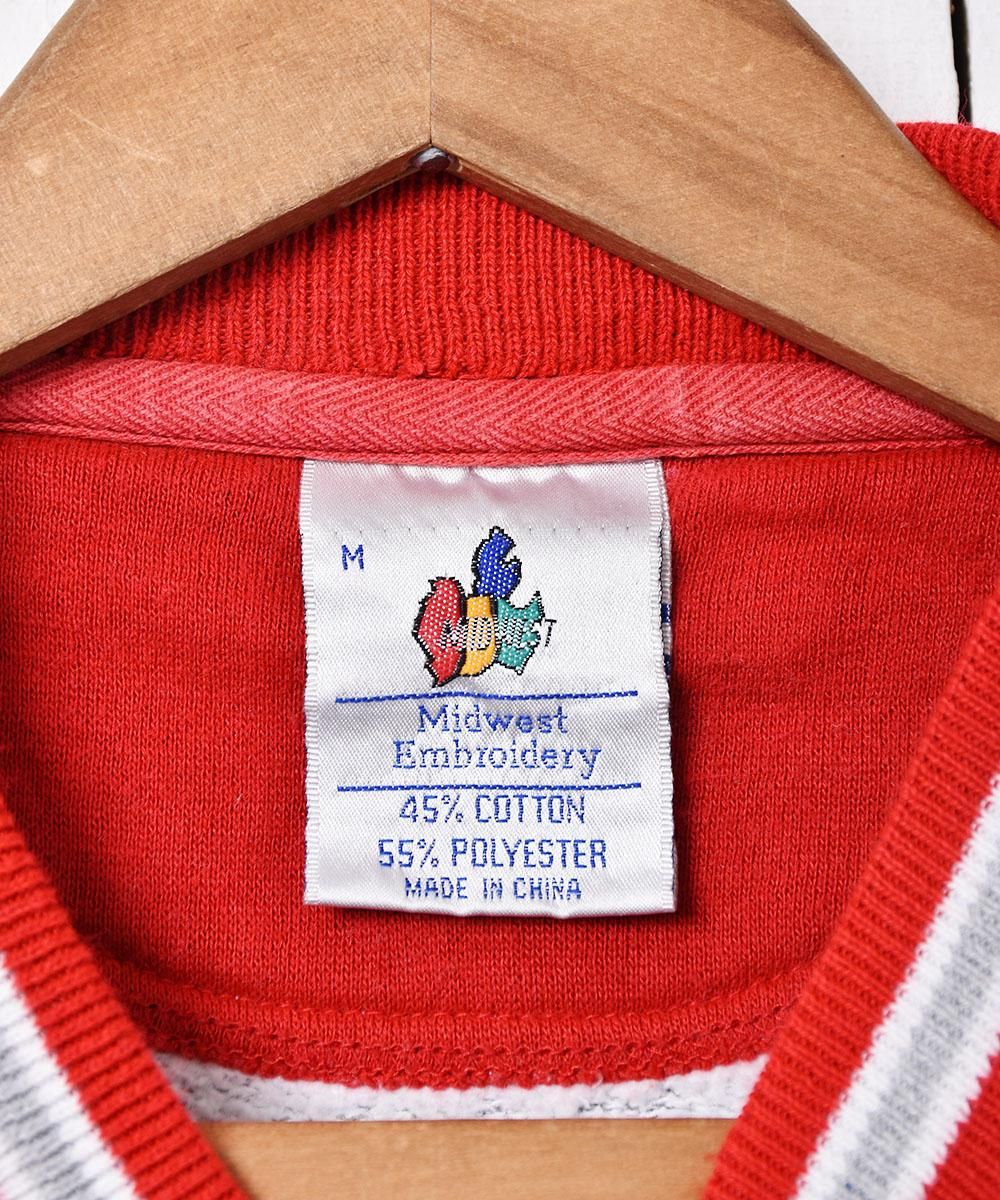 M
MIDWEST
Midwest
Embroidery
45% COTTON
55% POLYESTER
MADE IN CHINA